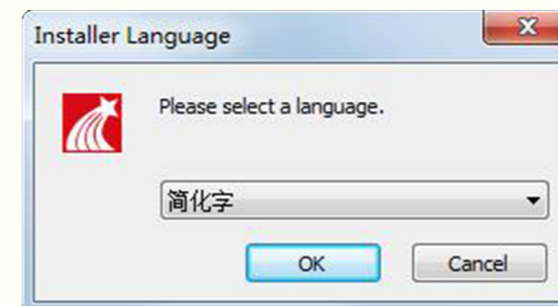 Installer Language
Please select a language.
简化字
OK
Cancel